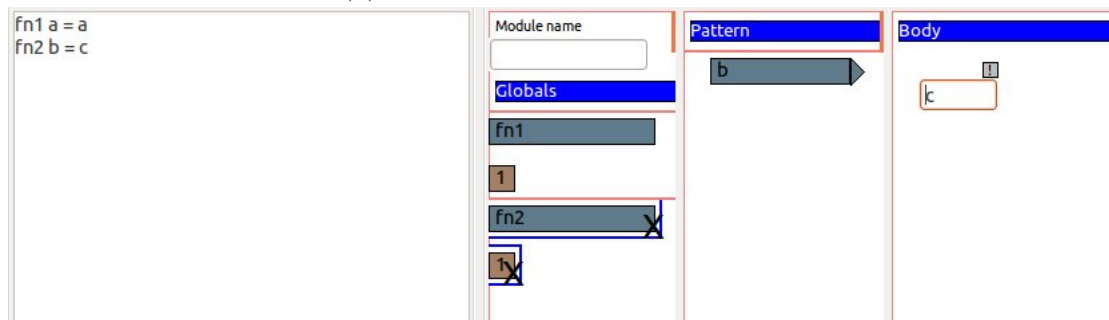 fn1 a = a
fn2 b = c
Module name
Globals
fn1
1
fn2
X
1
X
Pattern
b
Body
!
c